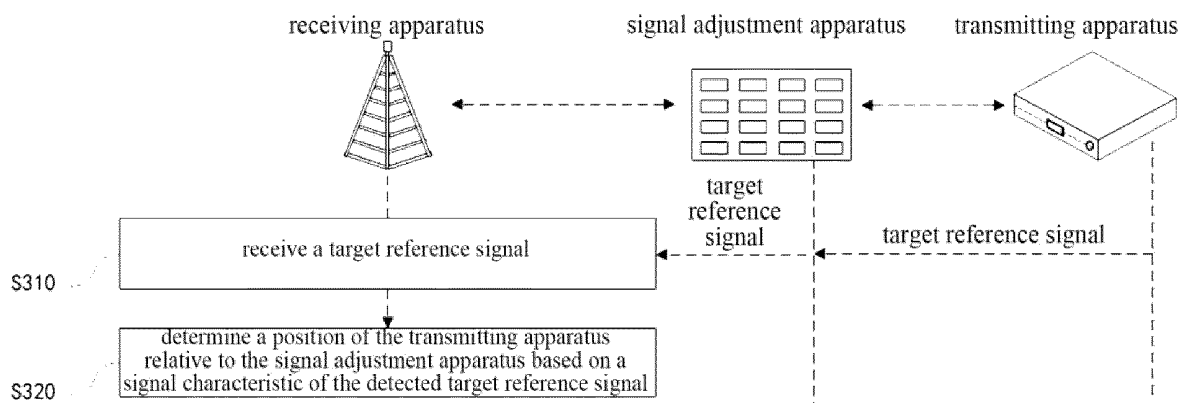 receiving apparatus
signal adjustment apparatus
transmitting apparatus
target
reference
signal
target reference signal
receive a target reference signal
S310
determine a position of the transmitting apparatus
relative to the signal adjustment apparatus based on a
signal characteristic of the detected target reference signal
S320